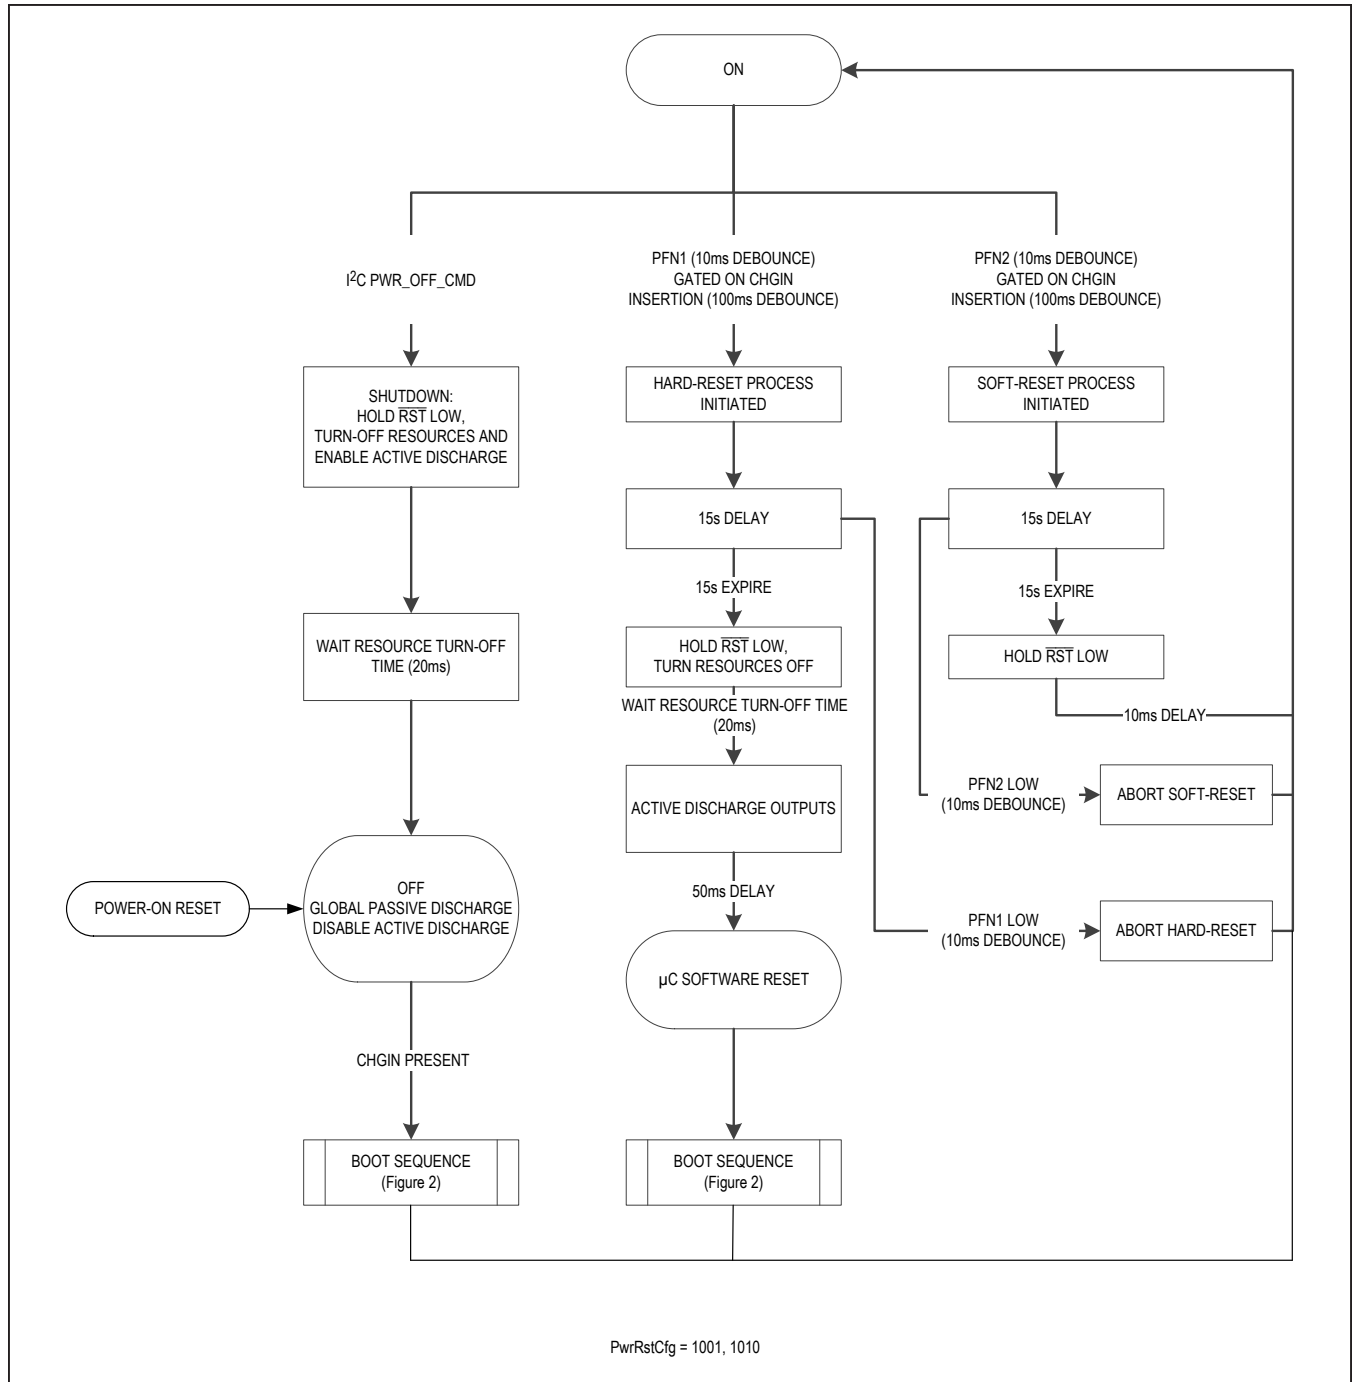 ON
I²C PWR_OFF_CMD
PFN1 (10ms DEBOUNCE)
GATED ON CHGIN
INSERTION (100ms DEBOUNCE)
PFN2 (10ms DEBOUNCE)
GATED ON CHGIN
INSERTION (100ms DEBOUNCE)
SHUTDOWN:
HOLD R̅S̅T̅ LOW,
TURN-OFF RESOURCES AND
ENABLE ACTIVE DISCHARGE
HARD-RESET PROCESS
INITIATED
SOFT-RESET PROCESS
INITIATED
15s DELAY
15s DELAY
15s EXPIRE
15s EXPIRE
WAIT RESOURCE TURN-OFF
TIME (20ms)
HOLD R̅S̅T̅ LOW,
TURN RESOURCES OFF
HOLD R̅S̅T̅ LOW
WAIT RESOURCE TURN-OFF TIME
(20ms)
10ms DELAY
ACTIVE DISCHARGE OUTPUTS
PFN2 LOW
(10ms DEBOUNCE)
ABORT SOFT-RESET
POWER-ON RESET
OFF
GLOBAL PASSIVE DISCHARGE
DISABLE ACTIVE DISCHARGE
50ms DELAY
PFN1 LOW
(10ms DEBOUNCE)
ABORT HARD-RESET
µC SOFTWARE RESET
CHGIN PRESENT
BOOT SEQUENCE
(Figure 2)
BOOT SEQUENCE
(Figure 2)
PwrRstCfg = 1001, 1010